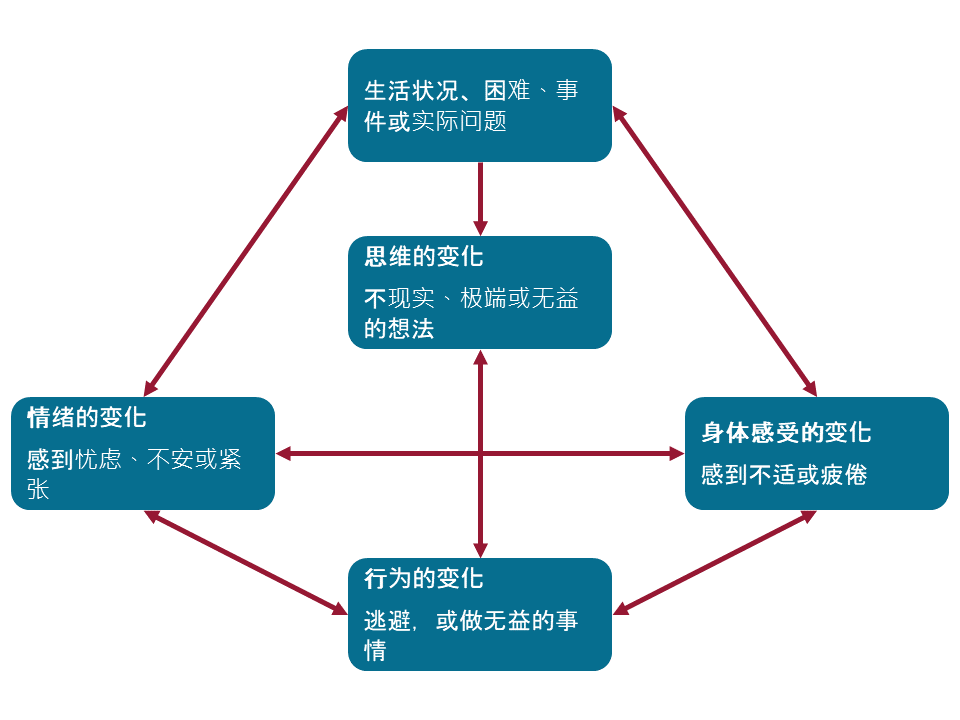 生活状况、困难、事
件或实际问题
思维的变化
不现实、极端或无益
的想法
情绪的变化
感到忧虑、不安或紧
张
身体感受的变化
感到不适或疲倦
行为的变化
逃避，或做无益的事
情